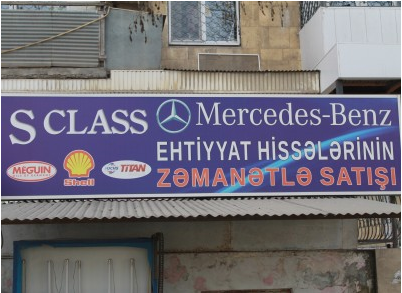 S CLASS Mercedes-Benz
EHTİYYAT HİSSƏLƏRİNİN
ZƏMANƏTLƏ SATIŞI
MEGUIN
Shell
TITAN